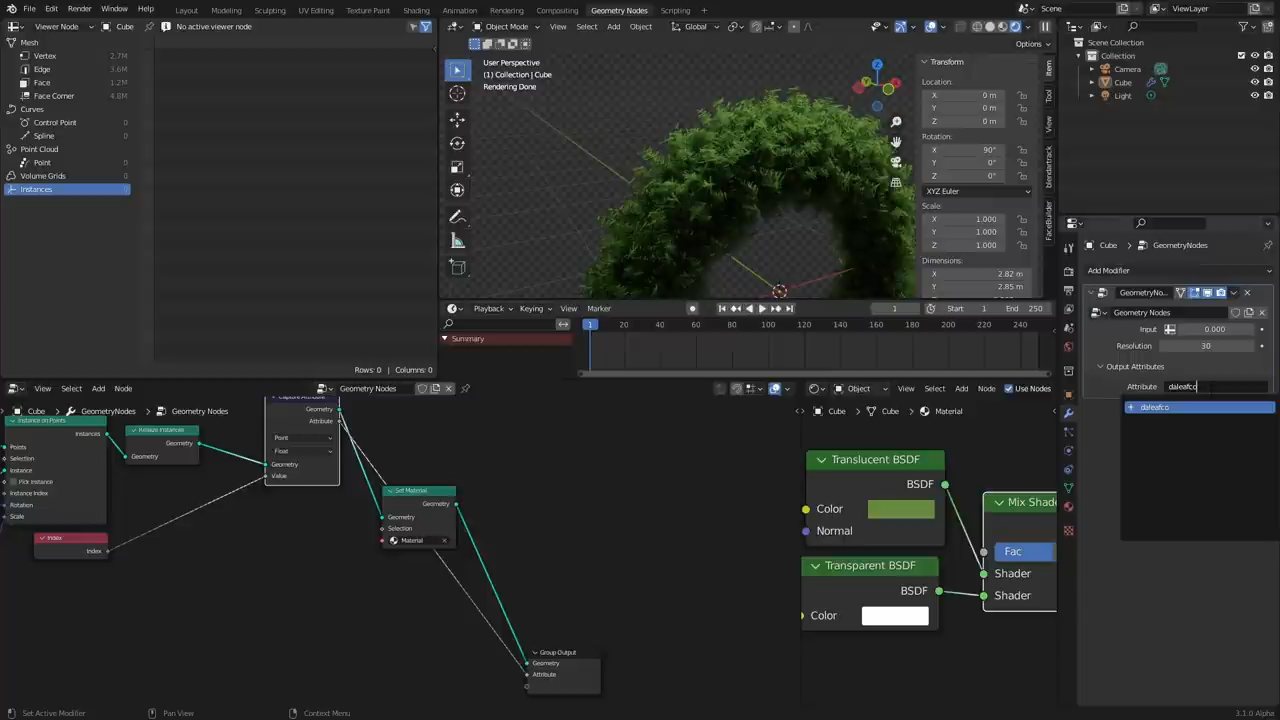 File Edit Render Window Help Layout Modeling Sculpting UV Editing Texture Paint Shading Animation Rendering Compositing Geometry Nodes Scripting Scene ViewLayer
Viewer Node Cube No active viewer node
Object Mode View Select Add Object Global
Options
Mesh
Vertex 2.7M
Edge 3.6M
Face 1.2M
Face Corner 4.8M
Curves
Control Point 0
Spline 0
Point Cloud
Point 0
Volume Grids 0
Instances 0
Rows: 0 | Columns: 0
User Perspective
(1) Collection | Cube
Rendering Done
Transform
Location:
X 0 m
Y 0 m
Z 0 m
Rotation:
X 90°
Y 0°
Z 0°
XYZ Euler
Scale:
X 1.000
Y 1.000
Z 1.000
Dimensions:
X 2.82 m
Y 2.85 m
Item
Tool
View
blendartrack
FaceBuilder
Scene Collection
Collection
Camera
Cube
Light
Playback Keying View Marker 1 Start 1 End 250
1 20 40 60 80 100 120 140 160 180 200 220 240
Summary
Cube GeometryNodes
Add Modifier
GeometryNo...
Geometry Nodes
Input 0.000
Resolution 30
Output Attributes
Attribute daleafco
daleafco
View Select Add Node Geometry Nodes
Cube GeometryNodes Geometry Nodes
Instance on Points
Instances
Points
Selection
Instance
Pick Instance
Instance Index
Rotation
Scale
Realize Instances
Geometry
Geometry
Capture Attribute
Geometry
Attribute
Point
Float
Geometry
Value
Index
Index
Set Material
Geometry
Geometry
Selection
Material
Group Output
Geometry
Attribute
Object View Select Add Node Use Nodes
Cube Cube Material
Translucent BSDF
BSDF
Color
Normal
Transparent BSDF
BSDF
Color
Mix Shade
Fac
Shader
Shader
Set Active Modifier Pan View Context Menu 3.1.0 Alpha